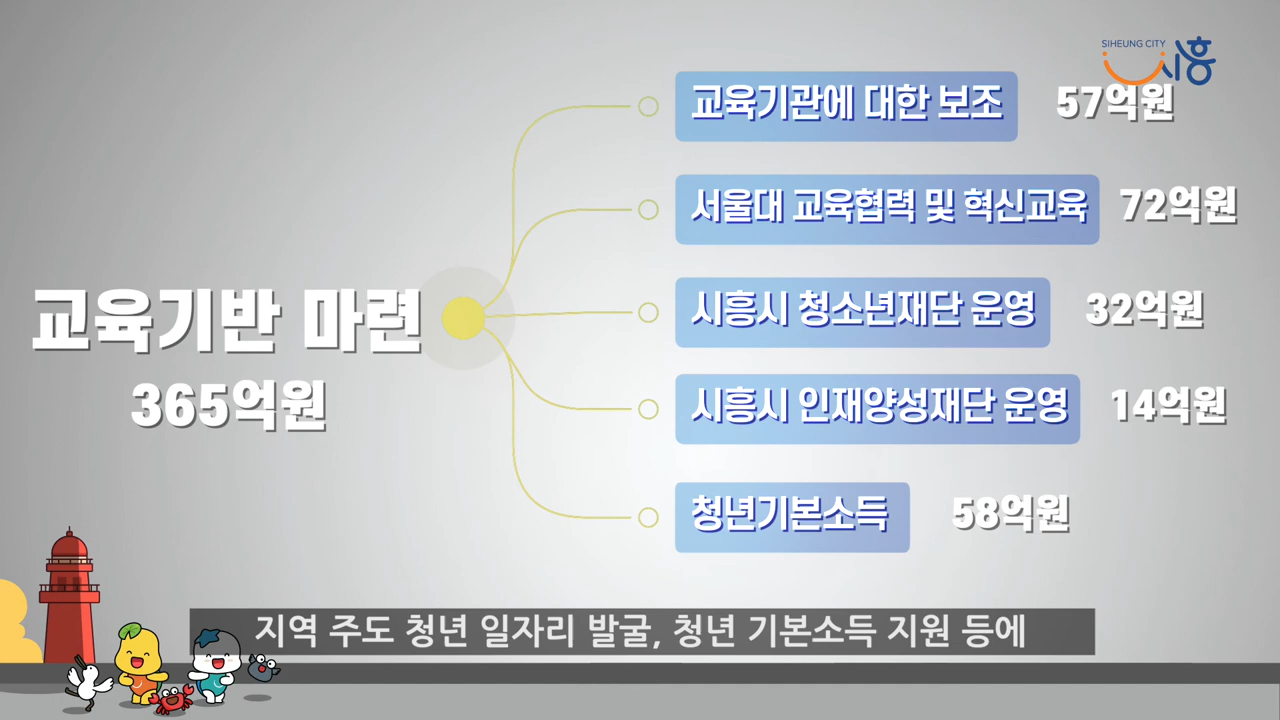 SIHEUNG CITY
시흥
교육기관에 대한 보조 57억원
서울대 교육협력 및 혁신교육 72억원
시흥시 청소년재단 운영 32억원
교육기반 마련
365억원
시흥시 인재양성재단 운영 14억원
청년기본소득 58억원
지역 주도 청년 일자리 발굴, 청년 기본소득 지원 등에